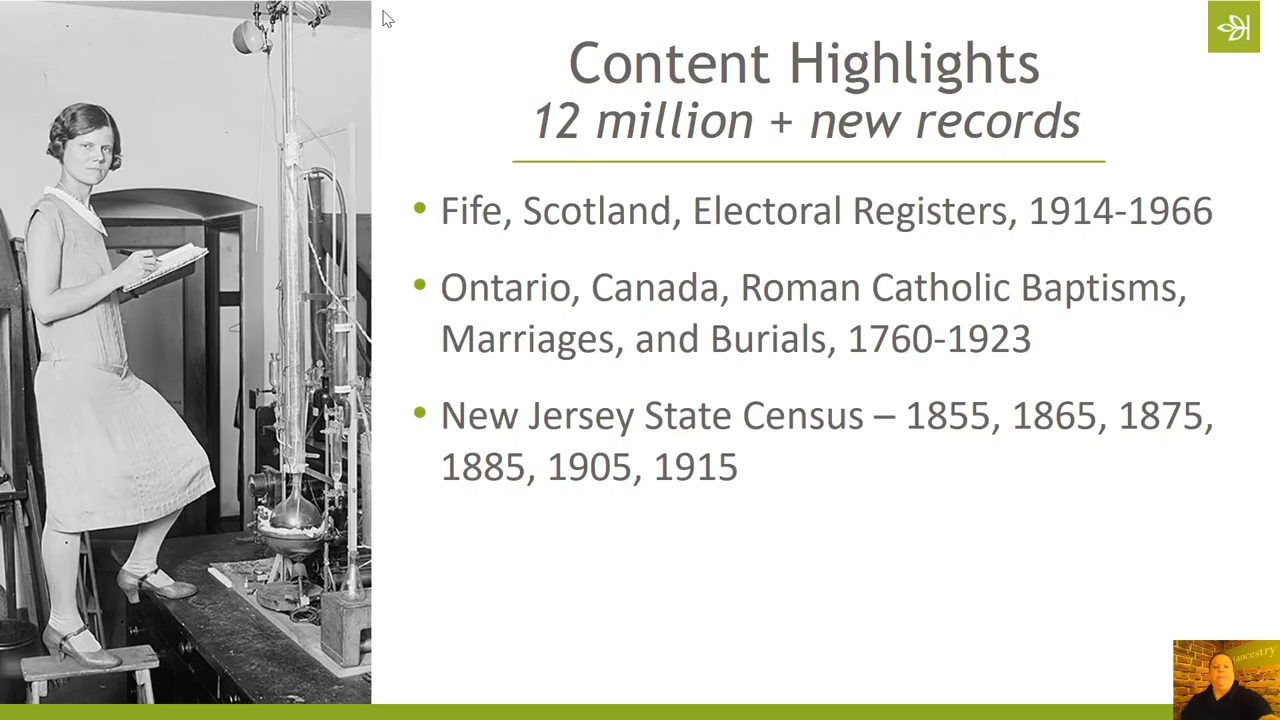 Content Highlights
12 million + new records
• Fife, Scotland, Electoral Registers, 1914-1966
• Ontario, Canada, Roman Catholic Baptisms,
Marriages, and Burials, 1760-1923
• New Jersey State Census – 1855, 1865, 1875,
1885, 1905, 1915
ancestry